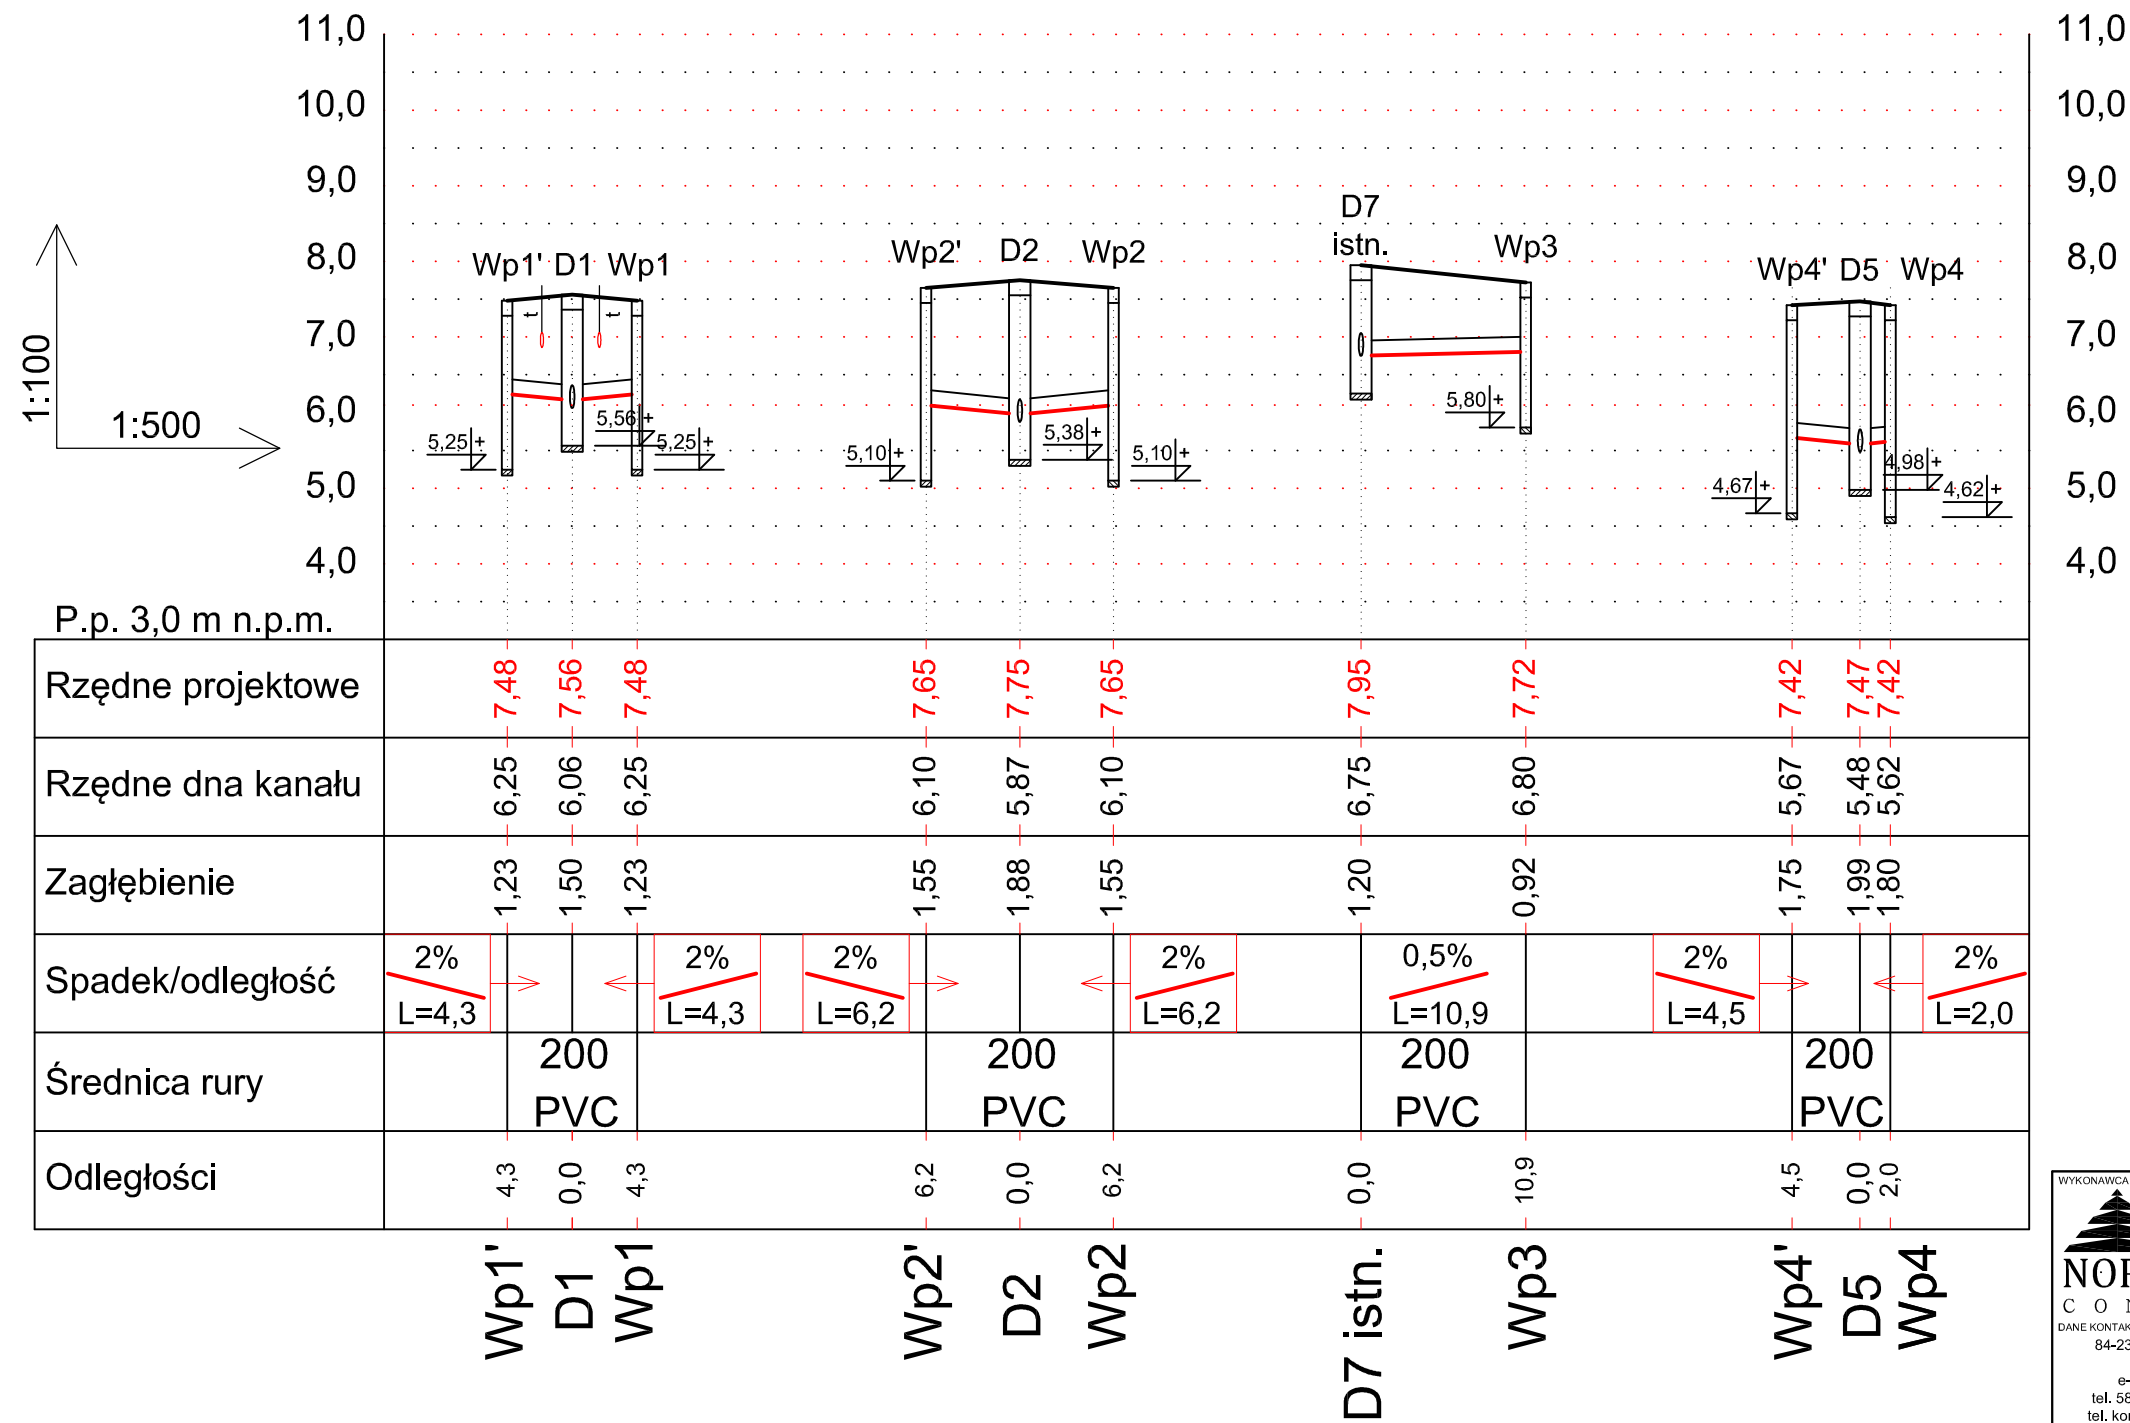 11,0 11,0
10,0 10,0
9,0 9,0
8,0 8,0
7,0 7,0
6,0 6,0
5,0 5,0
4,0 4,0
1:100
1:500
Wp1' D1 Wp1
t t
5,25 + 5,56 + 5,25 +
Wp2' D2 Wp2
5,10 + 5,38 + 5,10 +
D7
istn.
Wp3
5,80 +
Wp4' D5 Wp4
4,67 + 4,98 + 4,62 +
P.p. 3,0 m n.p.m.
Rzędne projektowe 7,48 7,56 7,48 7,65 7,75 7,65 7,95 7,72 7,42 7,47 7,42
Rzędne dna kanału 6,25 6,06 6,25 6,10 5,87 6,10 6,75 6,80 5,67 5,48 5,62
Zagłębienie 1,23 1,50 1,23 1,55 1,88 1,55 1,20 0,92 1,75 1,99 1,80
Spadek/odległość
2% 2% 2% 2% 0,5% 2% 2%
L=4,3 L=4,3 L=6,2 L=6,2 L=10,9 L=4,5 L=2,0
Średnica rury
200 200 200 200
PVC PVC PVC PVC
Odległości 4,3 0,0 4,3 6,2 0,0 6,2 0,0 10,9 4,5 0,0 2,0
Wp1' D1 Wp1 Wp2' D2 Wp2 D7 istn. Wp3 Wp4' D5 Wp4
WYKONAWCA
C O
84-23
e-
tel. 58
tel.